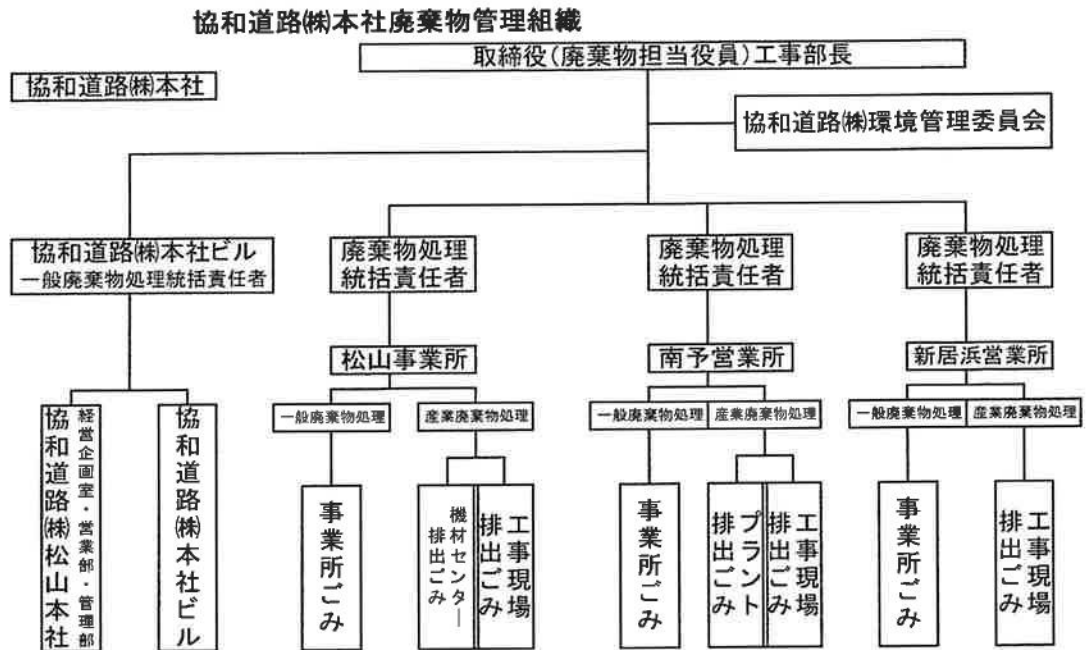 協和道路㈱本社廃棄物管理組織
取締役(廃棄物担当役員)工事部長
協和道路㈱本社
協和道路㈱環境管理委員会
協和道路(株)本社ビル
一般廃棄物処理統括責任者
廃棄物処理
統括責任者
廃棄物処理
統括責任者
廃棄物処理
統括責任者
松山事業所
南予営業所
新居浜営業所
一般廃棄物処理
産業廃棄物処理
一般廃棄物処理
産業廃棄物処理
一般廃棄物処理
産業廃棄物処理
経営企画室・営業部・管理部
協和道路(株)松山本社
協和道路(株)本社ビル
事業所ごみ
機材センター
排出ごみ
工事現場
排出ごみ
事業所ごみ
プラント
排出ごみ
工事現場
排出ごみ
事業所ごみ
工事現場
排出ごみ